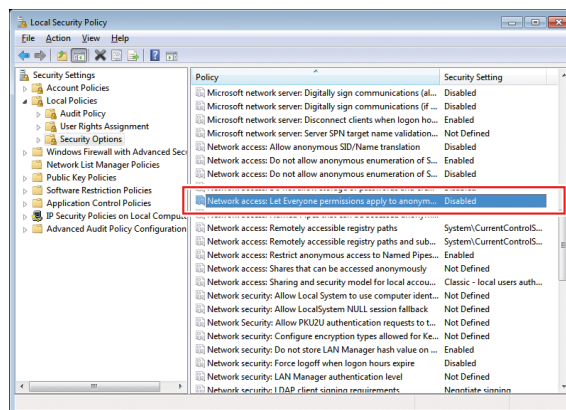 Local Security Policy
File Action View Help
Security Settings
Account Policies
Local Policies
Audit Policy
User Rights Assignment
Security Options
Windows Firewall with Advanced Secu
Network List Manager Policies
Public Key Policies
Software Restriction Policies
Application Control Policies
IP Security Policies on Local Comput
Advanced Audit Policy Configuration
Policy Security Setting
Microsoft network server: Digitally sign communications (al... Disabled
Microsoft network server: Digitally sign communications (if ... Disabled
Microsoft network server: Disconnect clients when logon ho... Enabled
Microsoft network server: Server SPN target name validation... Not Defined
Network access: Allow anonymous SID/Name translation Disabled
Network access: Do not allow anonymous enumeration of S... Enabled
Network access: Do not allow anonymous enumeration of S... Disabled
Network access: Let Everyone permissions apply to anonym... Disabled
Network access: Remotely accessible registry paths System\CurrentControlS...
Network access: Remotely accessible registry paths and sub... System\CurrentControlS...
Network access: Restrict anonymous access to Named Pipes... Enabled
Network access: Shares that can be accessed anonymously Not Defined
Network access: Sharing and security model for local accou... Classic - local users auth...
Network security: Allow Local System to use computer ident... Not Defined
Network security: Allow LocalSystem NULL session fallback Not Defined
Network Security: Allow PKU2U authentication requests to t... Not Defined
Network security: Configure encryption types allowed for Ke... Not Defined
Network security: Do not store LAN Manager hash value on ... Enabled
Network security: Force logoff when logon hours expire Disabled
Network security: LAN Manager authentication level Not Defined
Network security: LDAP client signing requirements Negotiate signing